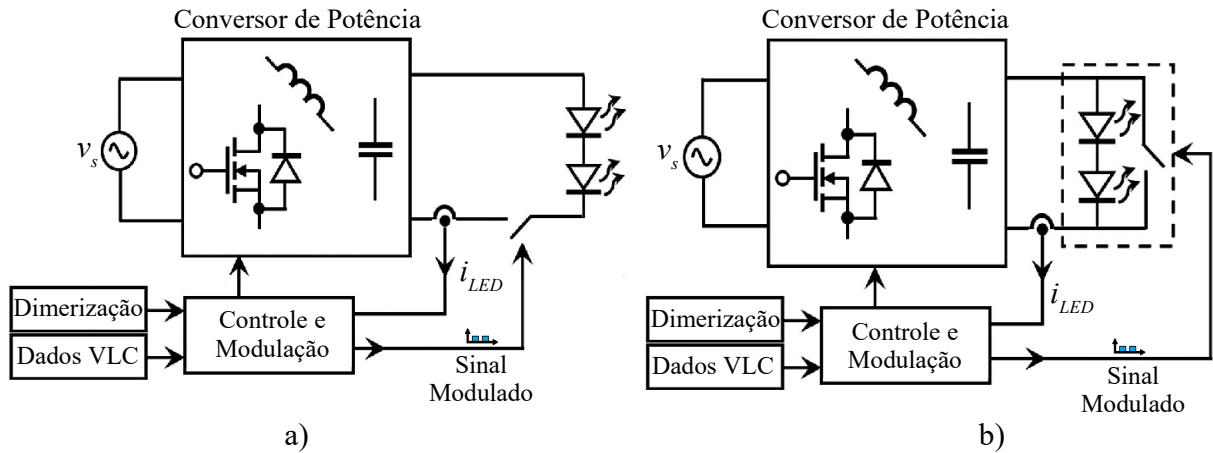 Conversor de Potência
v_s
i_LED
Dimerização
Dados VLC
Controle e
Modulação
Sinal
Modulado
a)
Conversor de Potência
v_s
i_LED
Dimerização
Dados VLC
Controle e
Modulação
Sinal
Modulado
b)